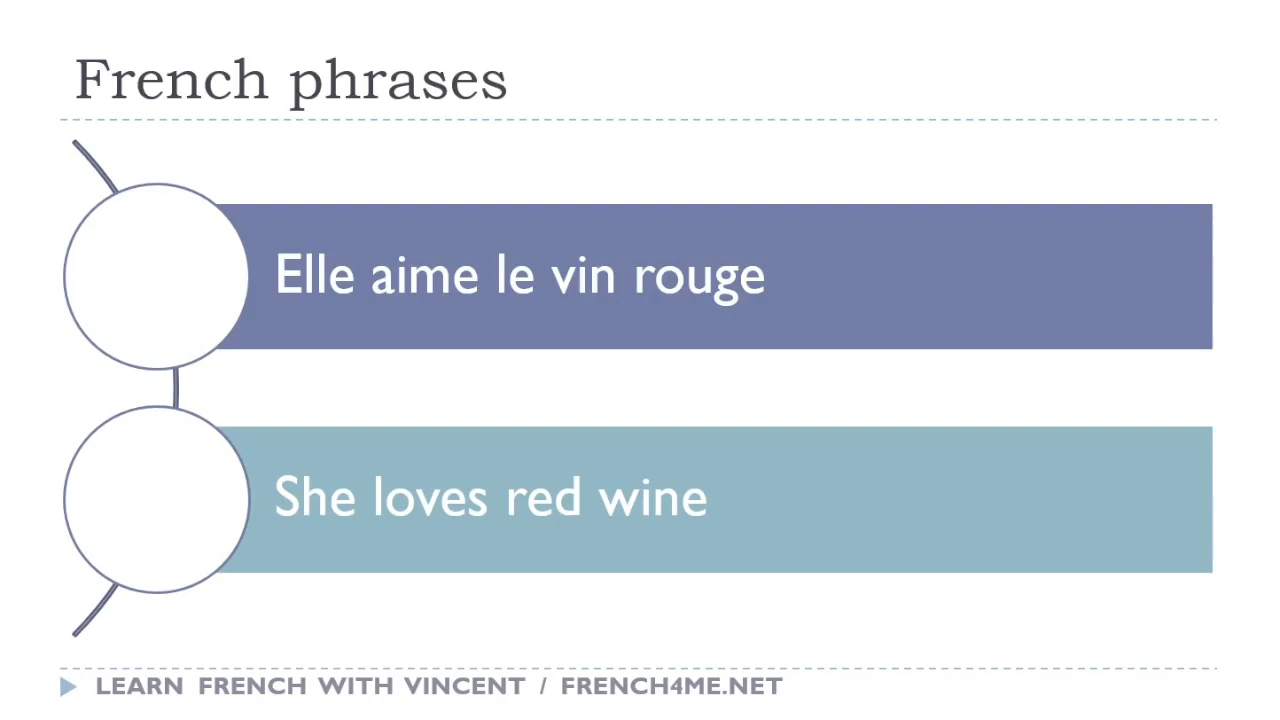 French phrases
Elle aime le vin rouge
She loves red wine
LEARN FRENCH WITH VINCENT / FRENCH4ME.NET